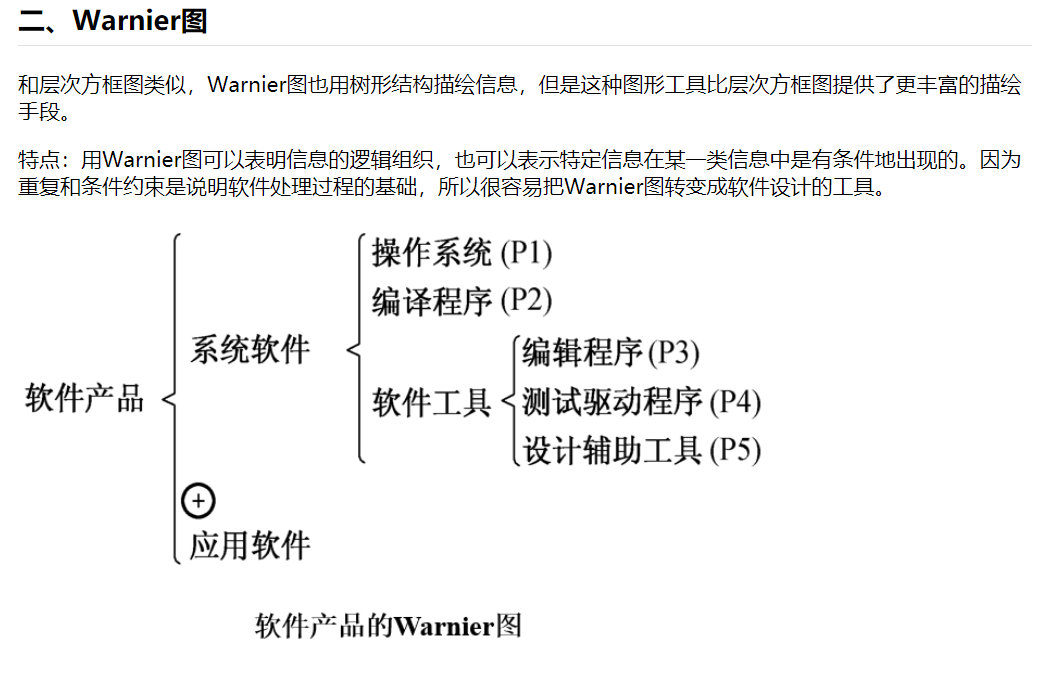 二、Warnier图
和层次方框图类似，Warnier图也用树形结构描绘信息，但是这种图形工具比层次方框图提供了更丰富的描绘
手段。
特点：用Warnier图可以表明信息的逻辑组织，也可以表示特定信息在某一类信息中是有条件地出现的。因为
重复和条件约束是说明软件处理过程的基础，所以很容易把Warnier图转变成软件设计的工具。
操作系统 (P1)
编译程序 (P2)
系统软件
编辑程序 (P3)
软件产品
软件工具
测试驱动程序 (P4)
设计辅助工具 (P5)
+
应用软件
软件产品的Warnier图